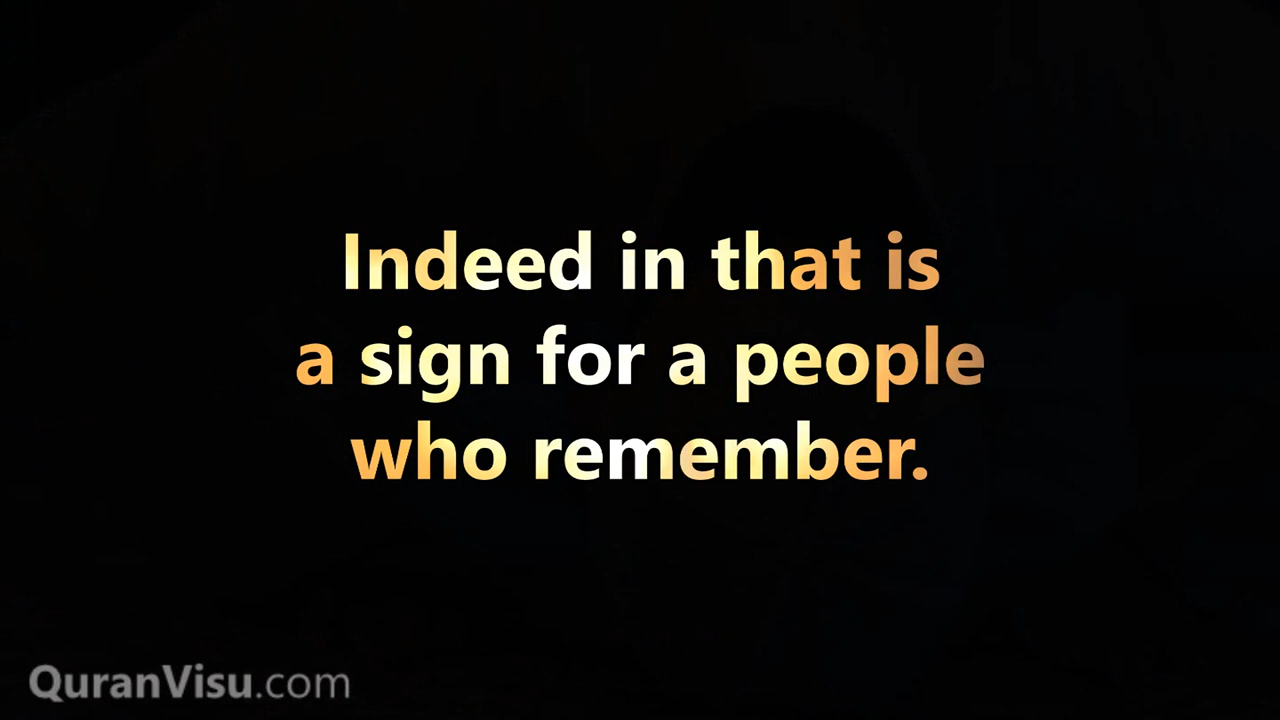 Indeed in that is
a sign for a people
who remember.
QuranVisu.com